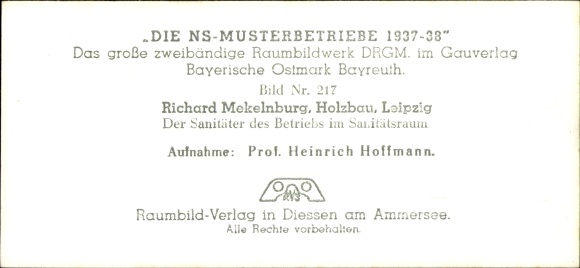 „DIE NS-MUSTERBETRIEBE 1937-38"
Das große zweibändige Raumbildwerk DRGM. im Gauverlag
Bayerische Ostmark Bayreuth.
Bild Nr. 217
Richard Mekelnburg, Holzbau, Leipzig
Der Sanitäter des Betriebs im Sanitätsraum
Aufnahme: Prof. Heinrich Hoffmann.
Raumbild-Verlag in Diessen am Ammersee.
Alle Rechte vorbehalten.